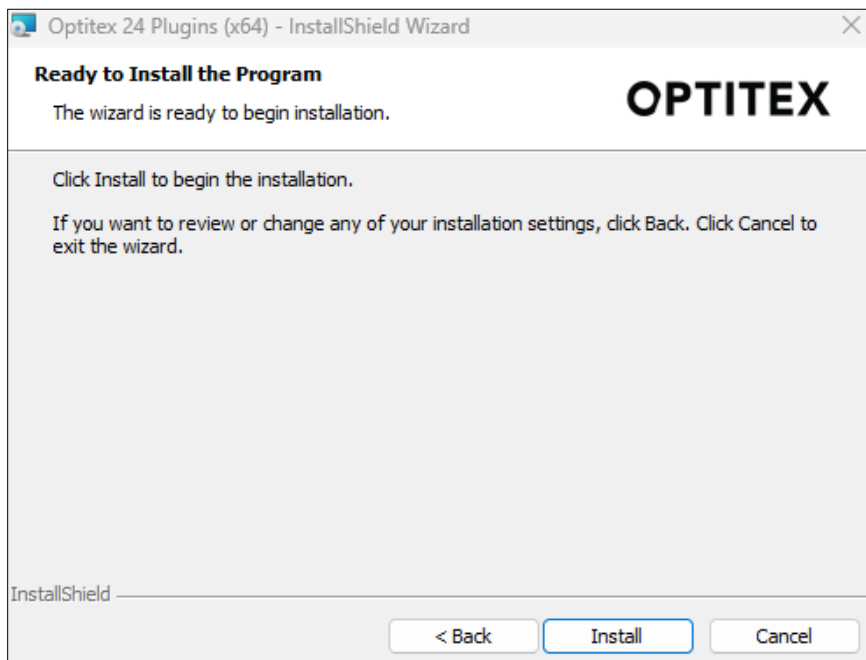 Optitex 24 Plugins (x64) - InstallShield Wizard
Ready to Install the Program
The wizard is ready to begin installation.
OPTITEX
Click Install to begin the installation.
If you want to review or change any of your installation settings, click Back. Click Cancel to
exit the wizard.
InstallShield
< Back
Install
Cancel